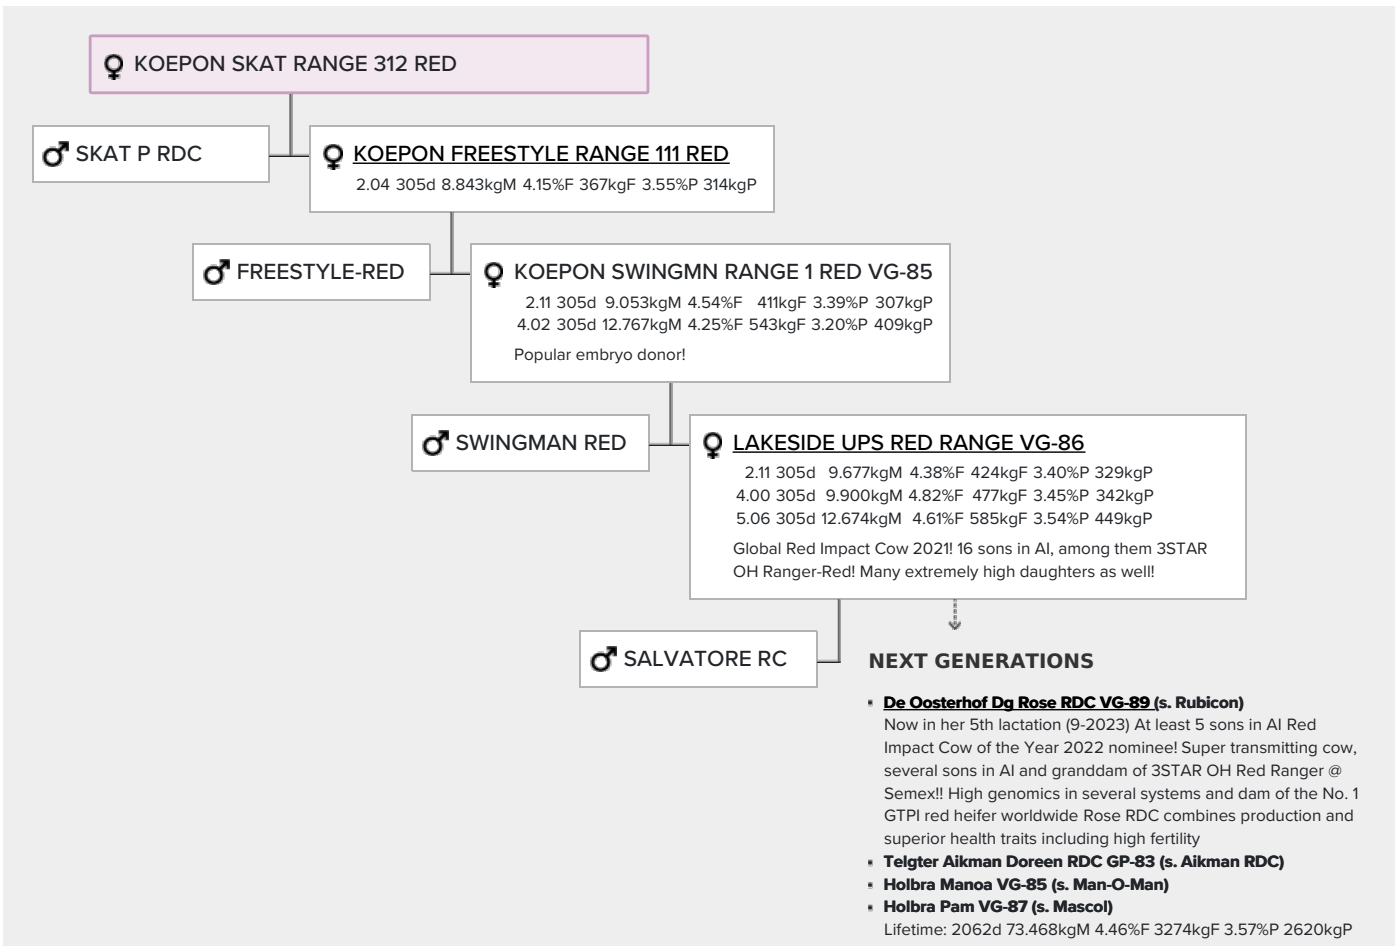 KOEPON SKAT RANGE 312 RED
SKAT P RDC
KOEPON FREESTYLE RANGE 111 RED
2.04 305d 8.843kgM 4.15%F 367kgF 3.55%P 314kgP
FREESTYLE-RED
KOEPON SWINGMN RANGE 1 RED VG-85
2.11 305d 9.053kgM 4.54%F 411kgF 3.39%P 307kgP
4.02 305d 12.767kgM 4.25%F 543kgF 3.20%P 409kgP
Popular embryo donor!
SWINGMAN RED
LAKESIDE UPS RED RANGE VG-86
2.11 305d 9.677kgM 4.38%F 424kgF 3.40%P 329kgP
4.00 305d 9.900kgM 4.82%F 477kgF 3.45%P 342kgP
5.06 305d 12.674kgM 4.61%F 585kgF 3.54%P 449kgP
Global Red Impact Cow 2021! 16 sons in AI, among them 3STAR
OH Ranger-Red! Many extremely high daughters as well!
SALVATORE RC
NEXT GENERATIONS
De Oosterhof Dg Rose RDC VG-89 (s. Rubicon)
Now in her 5th lactation (9-2023) At least 5 sons in AI Red
Impact Cow of the Year 2022 nominee! Super transmitting cow,
several sons in AI and granddam of 3STAR OH Red Ranger @
Semex!! High genomics in several systems and dam of the No. 1
GTPI red heifer worldwide Rose RDC combines production and
superior health traits including high fertility
Telgter Aikman Doreen RDC GP-83 (s. Aikman RDC)
Holbra Manoa VG-85 (s. Man-O-Man)
Holbra Pam VG-87 (s. Mascol)
Lifetime: 2062d 73.468kgM 4.46%F 3274kgF 3.57%P 2620kgP